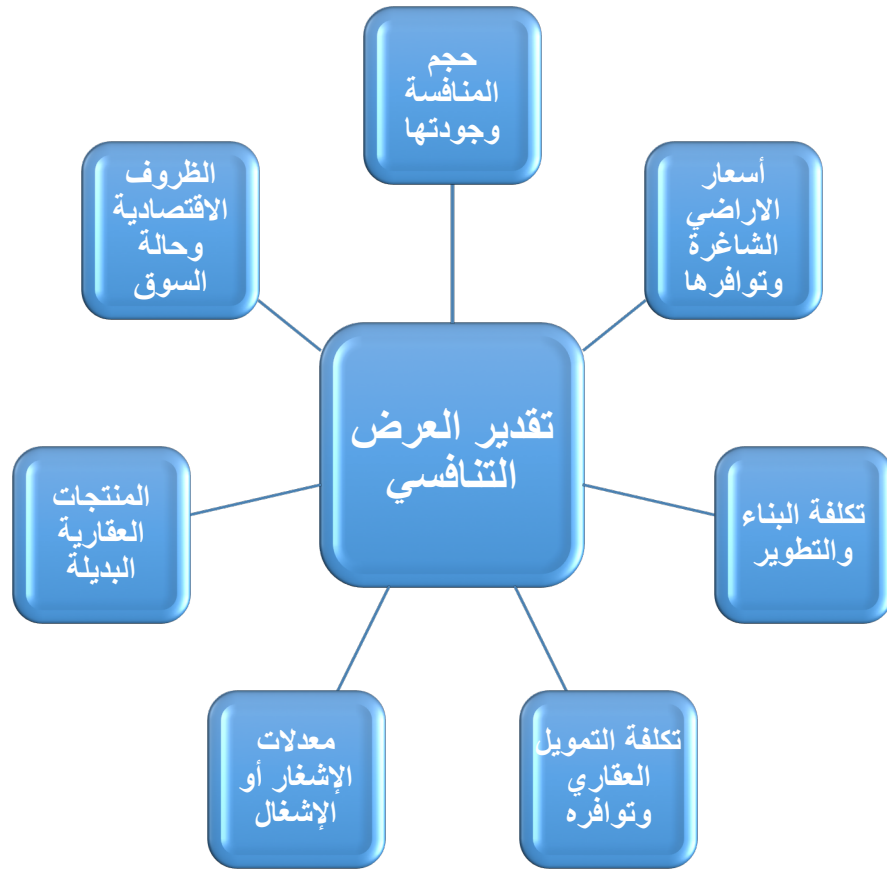 حجم
المنافسة
وجودتها
أسعار
الاراضي
الشاغرة
وتوافرها
تكلفة البناء
والتطوير
تكلفة التمويل
العقاري
وتوافره
معدلات
الإشغار أو
الإشغال
المنتجات
العقارية
البديلة
الظروف
الاقتصادية
وحالة
السوق
تقدير العرض
التنافسي